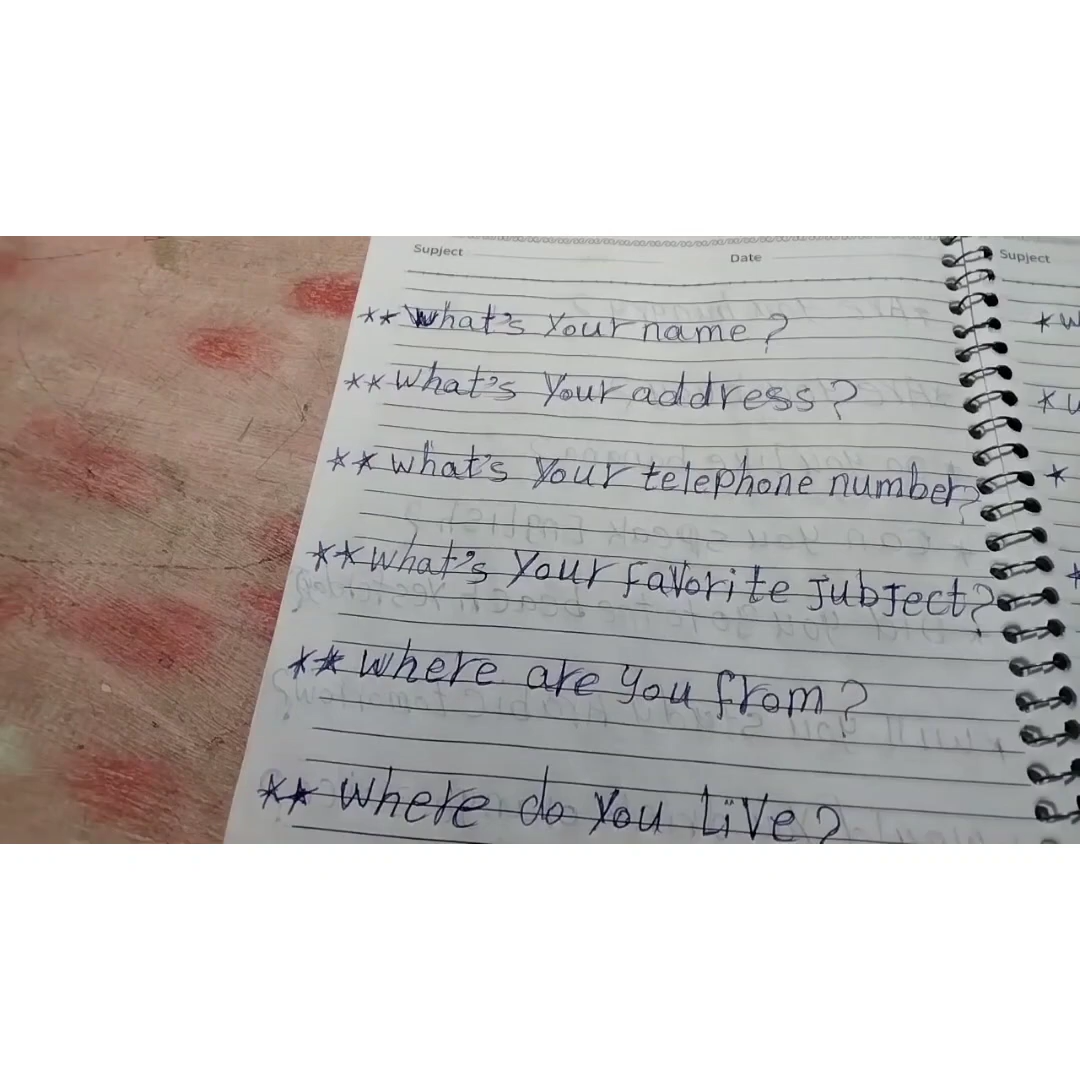 Supject Date Supject
** What's your name?
** What's your address?
** What's your telephone number?
** What's your favorite Jubject?
** Where are you from?
** Where do you Live?